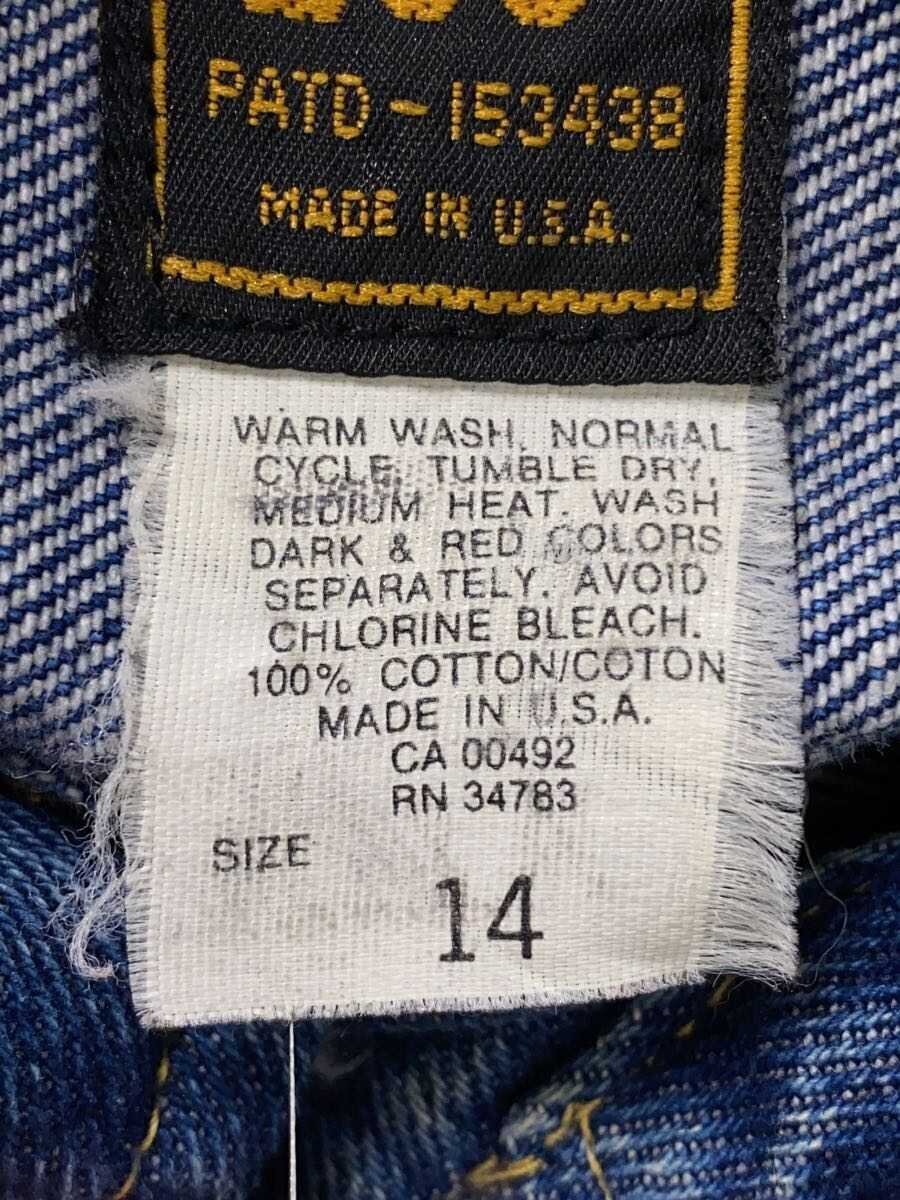 PATD - 153438
MADE IN U.S.A.
WARM WASH, NORMAL
CYCLE, TUMBLE DRY,
MEDIUM HEAT. WASH
DARK & RED COLORS
SEPARATELY. AVOID
CHLORINE BLEACH.
100% COTTON/COTON
MADE IN U.S.A.
CA 00492
RN 34783
SIZE
14